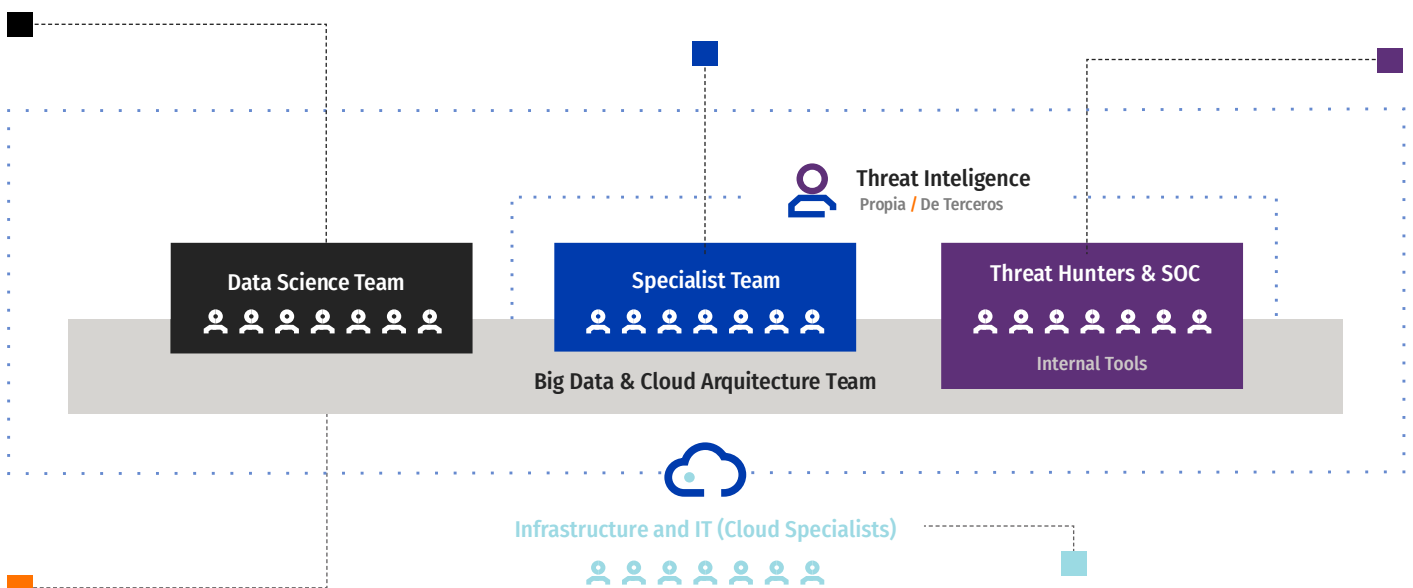 Threat Inteligence
Propia / De Terceros
Data Science Team
Specialist Team
Threat Hunters & SOC
Internal Tools
Big Data & Cloud Arquitecture Team
Infrastructure and IT (Cloud Specialists)